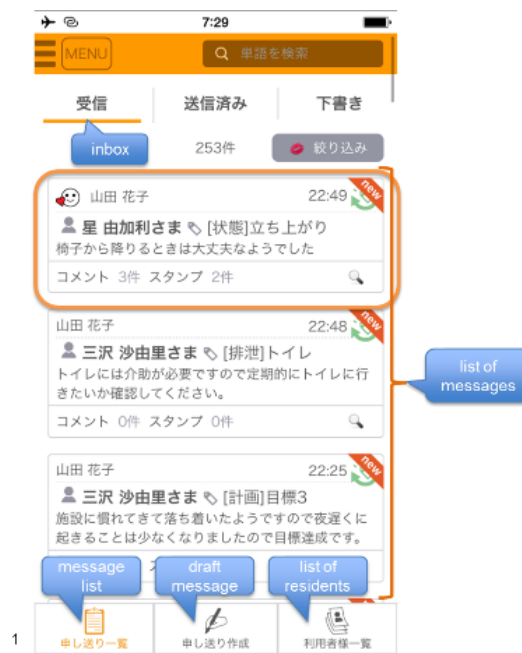 7:29
MENU
単語を検索
受信 送信済み 下書き
inbox
253件
絞り込み
山田 花子 22:49 new
星 由加利さま [状態]立ち上がり
椅子から降りるときは大丈夫なようでした
コメント 3件 スタンプ 2件
山田 花子 22:48 new
三沢 沙由里さま [排泄]トイレ
トイレには介助が必要ですので定期的にトイレに行
きたいか確認してください。
コメント 0件 スタンプ 0件
list of
messages
山田 花子 22:25 new
三沢 沙由里さま [計画]目標3
施設に慣れてきて落ち着いたようですので夜遅くに
起きることは少なくなりましたので目標達成です。
message
list
draft
message
list of
residents
申し送り一覧 申し送り作成 利用者様一覧
1